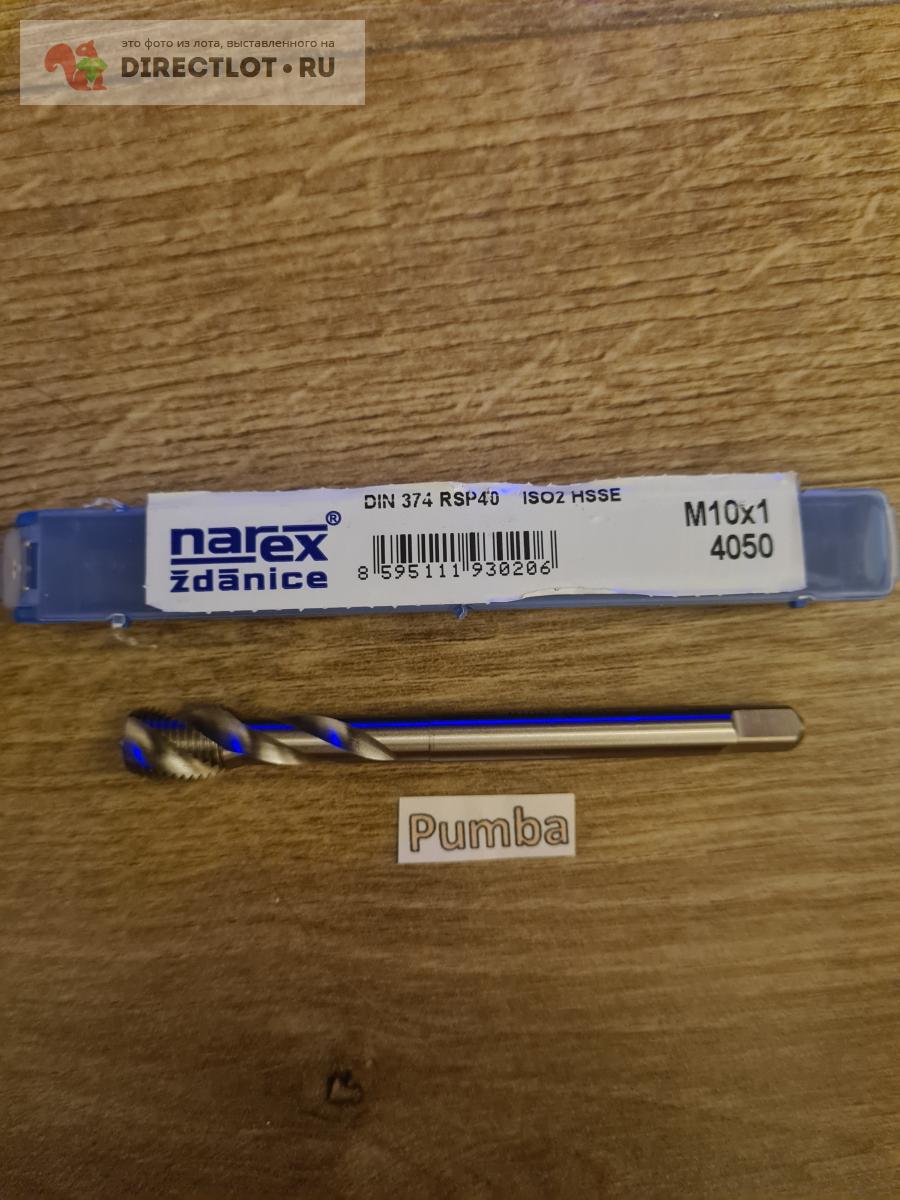 это фото из лота, выставленного на
DIRECTLOT.RU
DIN 374 RSP40 ISO2 HSSE
narex®
ždánice
8 595111 930206
M10x1
4050
Pumba